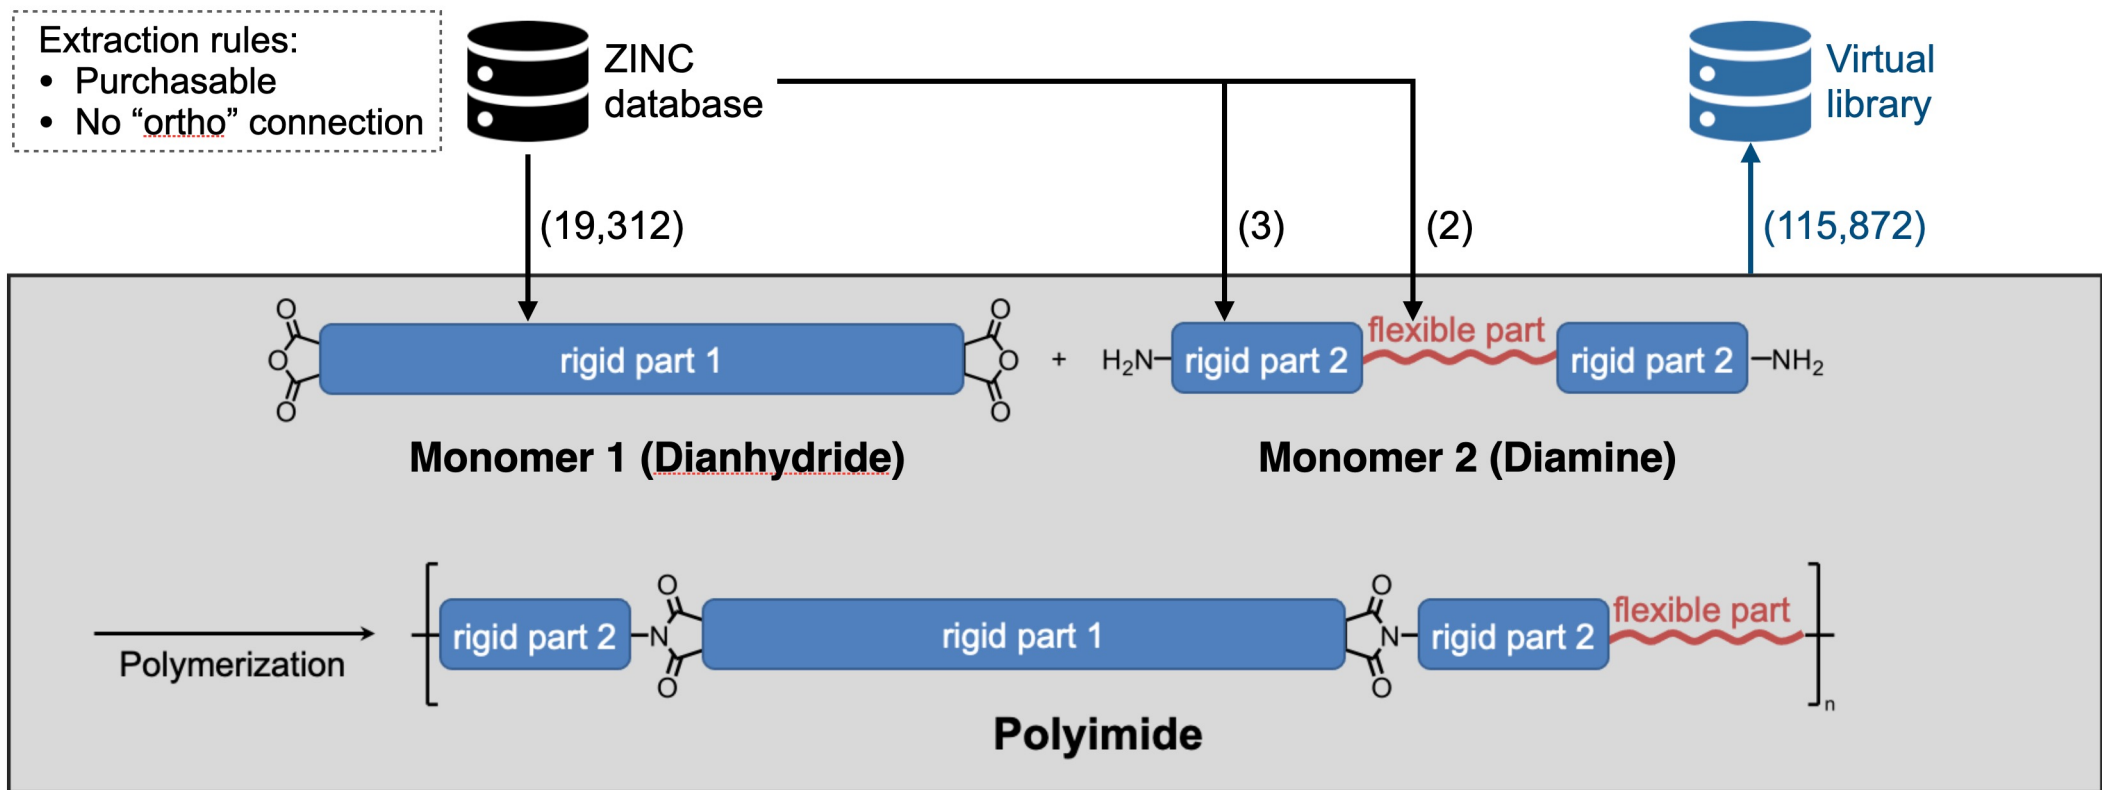 Extraction rules:
• Purchasable
• No “ortho” connection
ZINC
database
Virtual
library
(19,312)
(3)
(2)
(115,872)
O
O
O
rigid part 1
O
O
O
+
H₂N
rigid part 2
flexible part
rigid part 2
NH₂
Monomer 1 (Dianhydride)
Monomer 2 (Diamine)
Polymerization
rigid part 2
O
N
O
rigid part 1
O
N
O
rigid part 2
flexible part
n
Polyimide